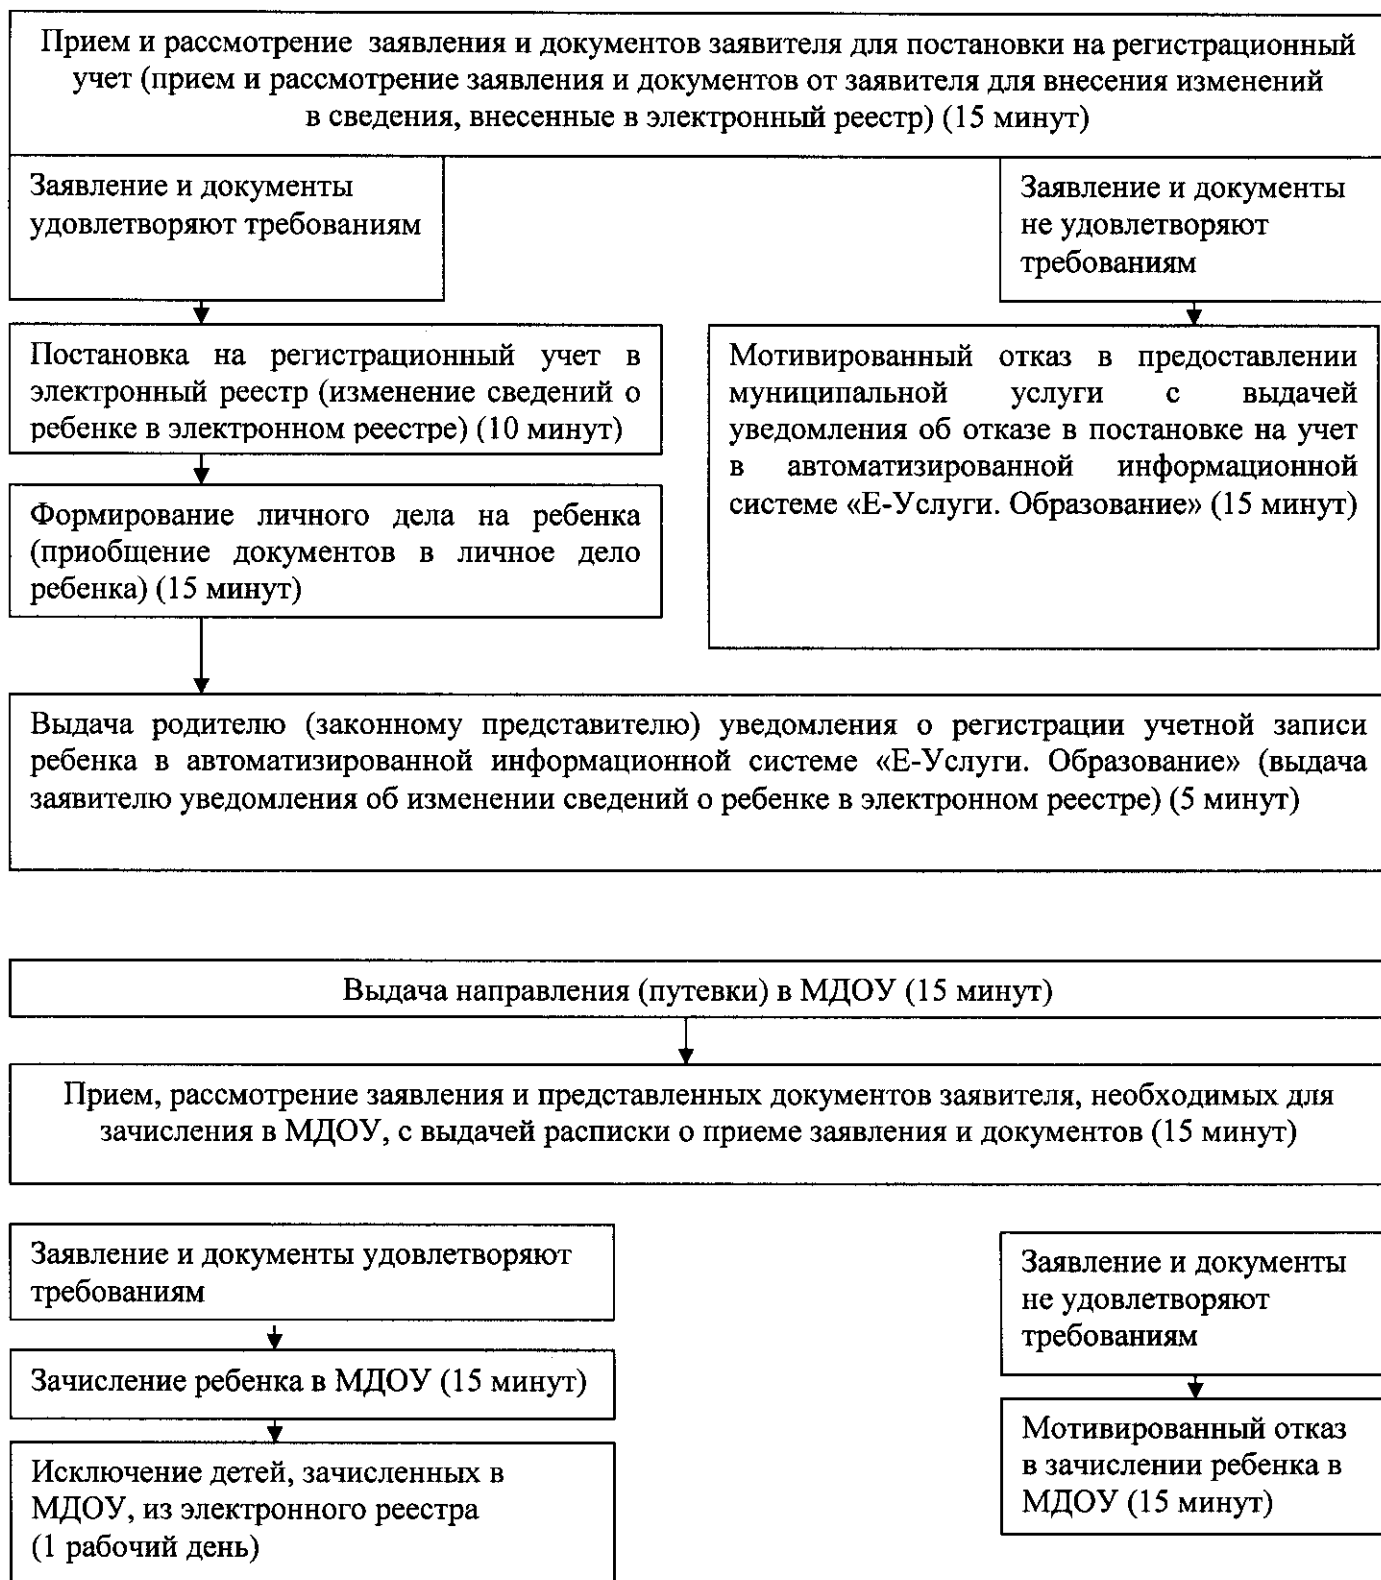 Прием и рассмотрение заявления и документов заявителя для постановки на регистрационный
учет (прием и рассмотрение заявления и документов от заявителя для внесения изменений
в сведения, внесенные в электронный реестр) (15 минут)
Заявление и документы
удовлетворяют требованиям
Заявление и документы
не удовлетворяют
требованиям
Постановка на регистрационный учет в
электронный реестр (изменение сведений о
ребенке в электронном реестре) (10 минут)
Мотивированный отказ в предоставлении
муниципальной услуги с выдачей
уведомления об отказе в постановке на учет
в автоматизированной информационной
системе «Е-Услуги. Образование» (15 минут)
Формирование личного дела на ребенка
(приобщение документов в личное дело
ребенка) (15 минут)
Выдача родителю (законному представителю) уведомления о регистрации учетной записи
ребенка в автоматизированной информационной системе «Е-Услуги. Образование» (выдача
заявителю уведомления об изменении сведений о ребенке в электронном реестре) (5 минут)
Выдача направления (путевки) в МДОУ (15 минут)
Прием, рассмотрение заявления и представленных документов заявителя, необходимых для
зачисления в МДОУ, с выдачей расписки о приеме заявления и документов (15 минут)
Заявление и документы удовлетворяют
требованиям
Заявление и документы
не удовлетворяют
требованиям
Зачисление ребенка в МДОУ (15 минут)
Мотивированный отказ
в зачислении ребенка в
МДОУ (15 минут)
Исключение детей, зачисленных в
МДОУ, из электронного реестра
(1 рабочий день)